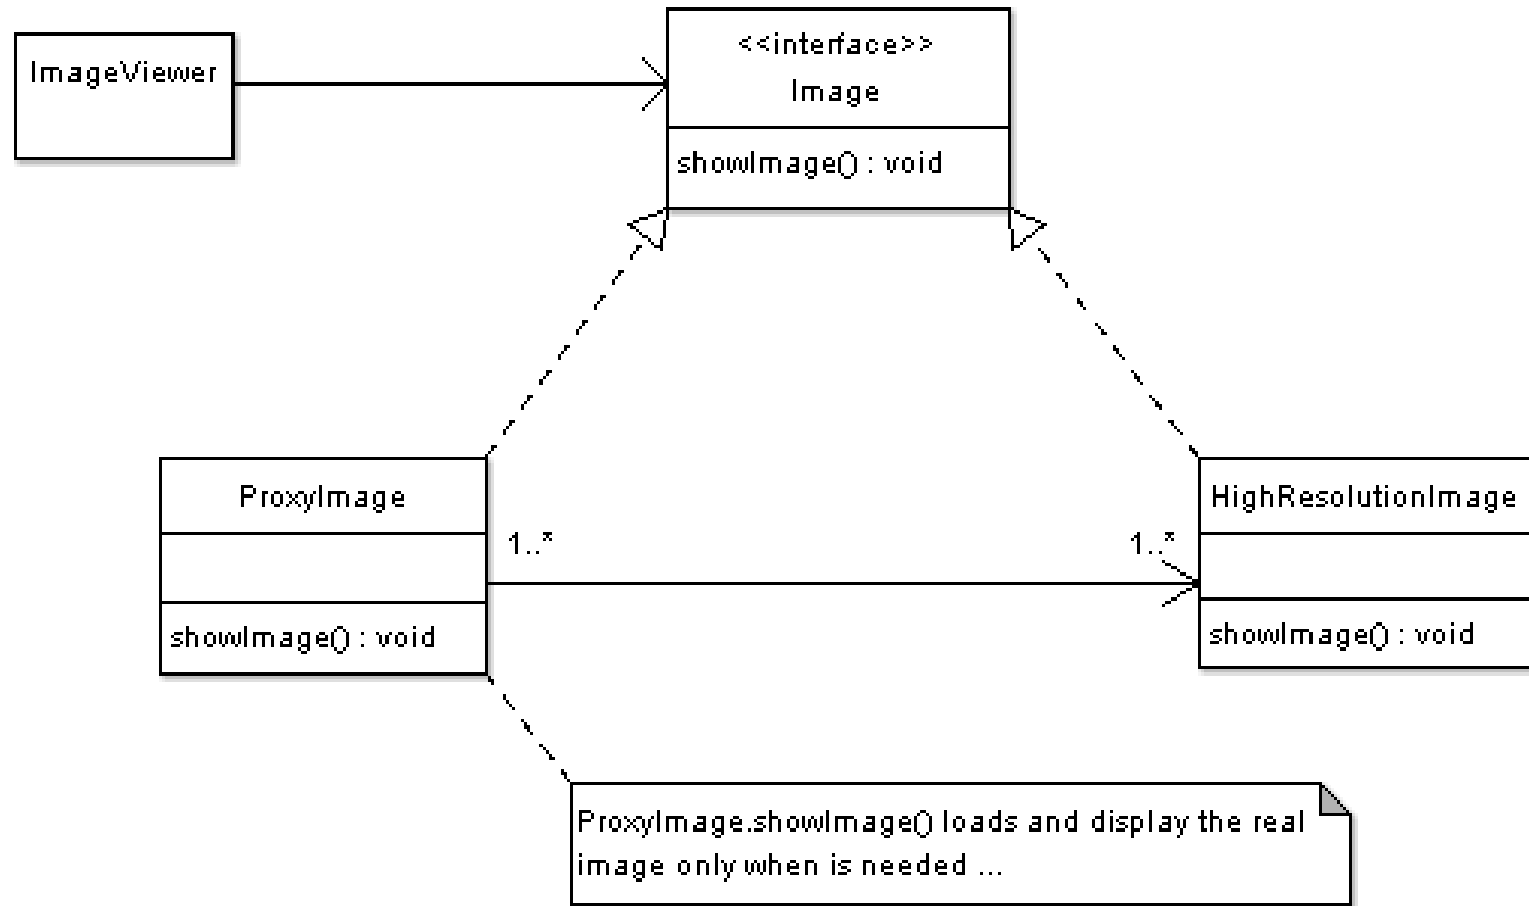 ImageViewer
<<interface>>
Image
showImage() : void
ProxyImage
1..*
1..*
HighResolutionImage
showImage() : void
showImage() : void
ProxyImage.showImage() loads and display the real
image only when is needed ...